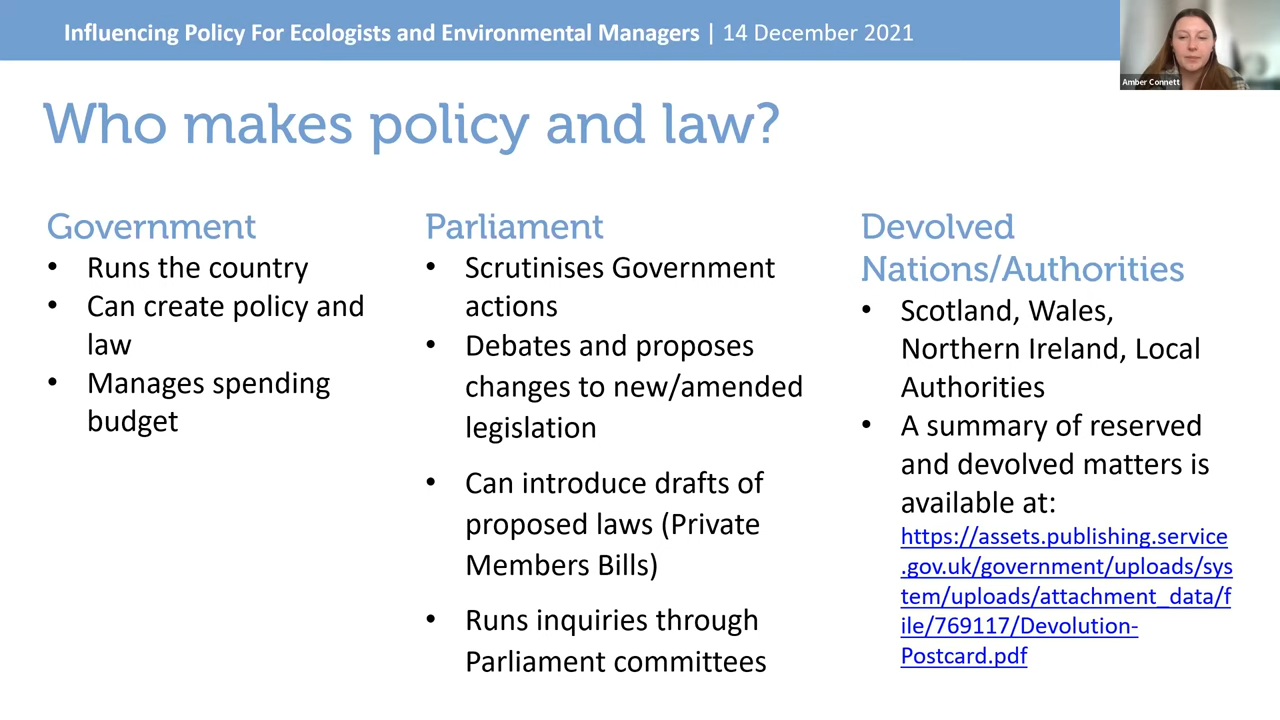 Influencing Policy For Ecologists and Environmental Managers | 14 December 2021
Amber Connett
Who makes policy and law?
Government
• Runs the country
• Can create policy and
law
• Manages spending
budget
Parliament
• Scrutinises Government
actions
• Debates and proposes
changes to new/amended
legislation
• Can introduce drafts of
proposed laws (Private
Members Bills)
• Runs inquiries through
Parliament committees
Devolved
Nations/Authorities
• Scotland, Wales,
Northern Ireland, Local
Authorities
• A summary of reserved
and devolved matters is
available at:
https://assets.publishing.service
.gov.uk/government/uploads/sys
tem/uploads/attachment_data/f
ile/769117/Devolution-
Postcard.pdf